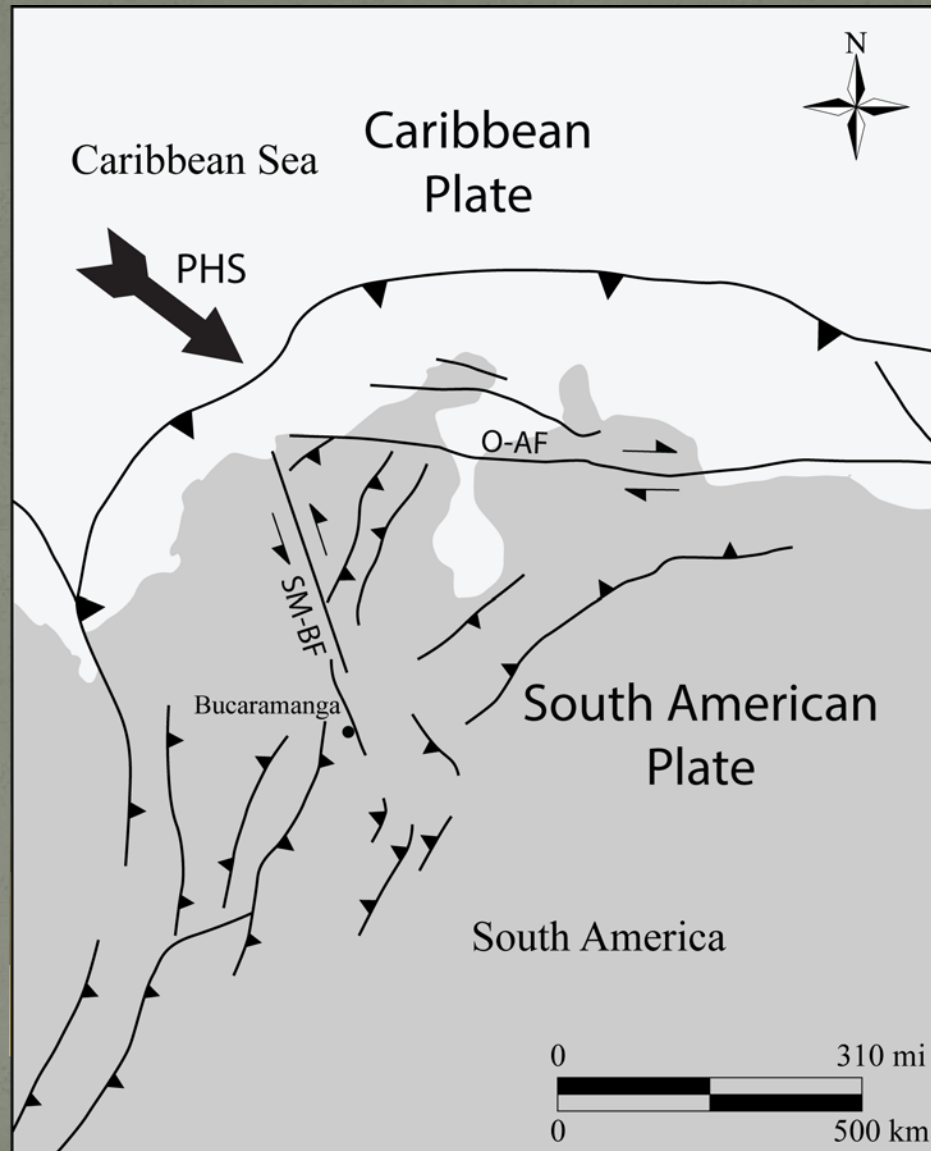 N
Caribbean
Plate
Caribbean Sea
PHS
O-AF
SM-BF
Bucaramanga
South American
Plate
South America
0 310 mi
0 500 km